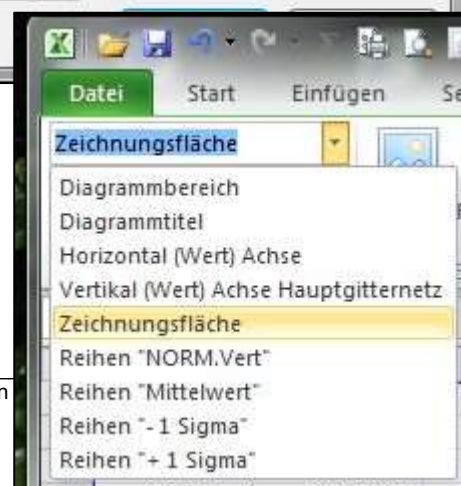 Datei Start Einfügen Se
Zeichnungsfläche
Diagrammbereich
Diagrammtitel
Horizontal (Wert) Achse
Vertikal (Wert) Achse Hauptgitternetz
Zeichnungsfläche
Reihen "NORM.Vert"
Reihen "Mittelwert"
n
Reihen "- 1 Sigma"
Reihen "+ 1 Sigma"